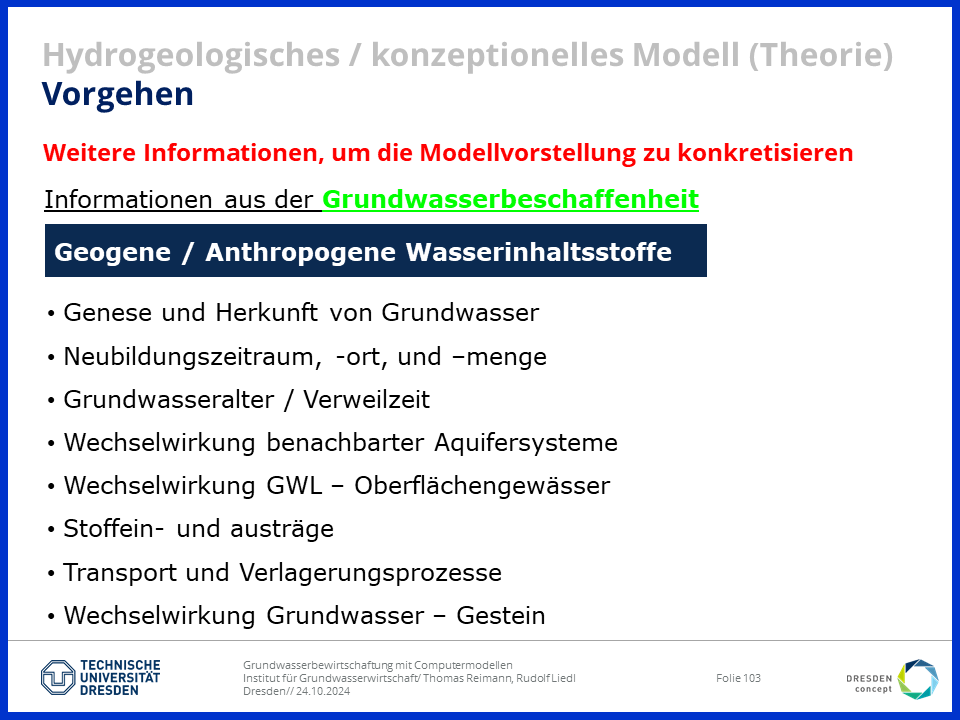 Hydrogeologisches / konzeptionelles Modell (Theorie)
Vorgehen
Weitere Informationen, um die Modellvorstellung zu konkretisieren
Informationen aus der Grundwasserbeschaffenheit
Geogene / Anthropogene Wasserinhaltsstoffe
• Genese und Herkunft von Grundwasser
• Neubildungszeitraum, -ort, und –menge
• Grundwasseralter / Verweilzeit
• Wechselwirkung benachbarter Aquifersysteme
• Wechselwirkung GWL – Oberflächengewässer
• Stoffein- und austräge
• Transport und Verlagerungsprozesse
• Wechselwirkung Grundwasser – Gestein
TECHNISCHE
UNIVERSITÄT
DRESDEN
Grundwasserbewirtschaftung mit Computermodellen
Institut für Grundwasserwirtschaft/ Thomas Reimann, Rudolf Liedl
Dresden// 24.10.2024
Folie 103
DRESDEN
concept